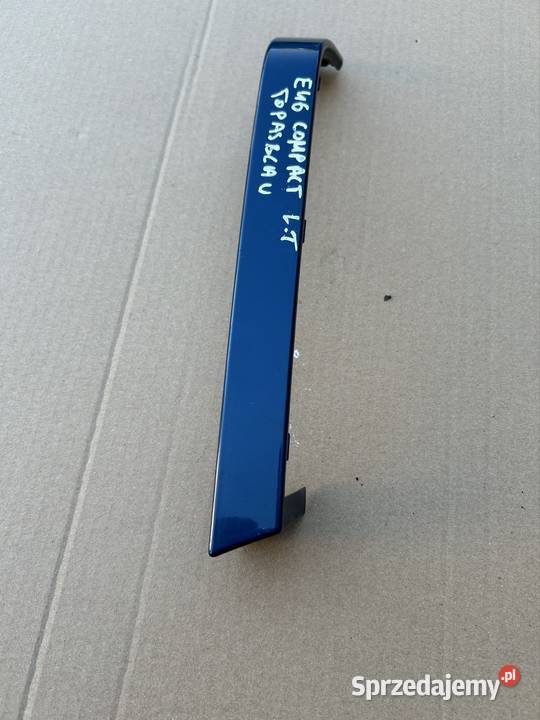 E46 COMPACT L:T
TOPASBLAU
Sprzedajemy.pl